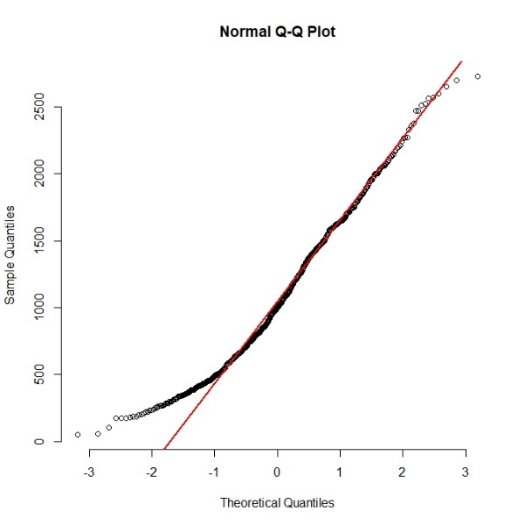 Normal Q-Q Plot
Sample Quantiles
2500
2000
1500
1000
500
0
-3 -2 -1 0 1 2 3
Theoretical Quantiles